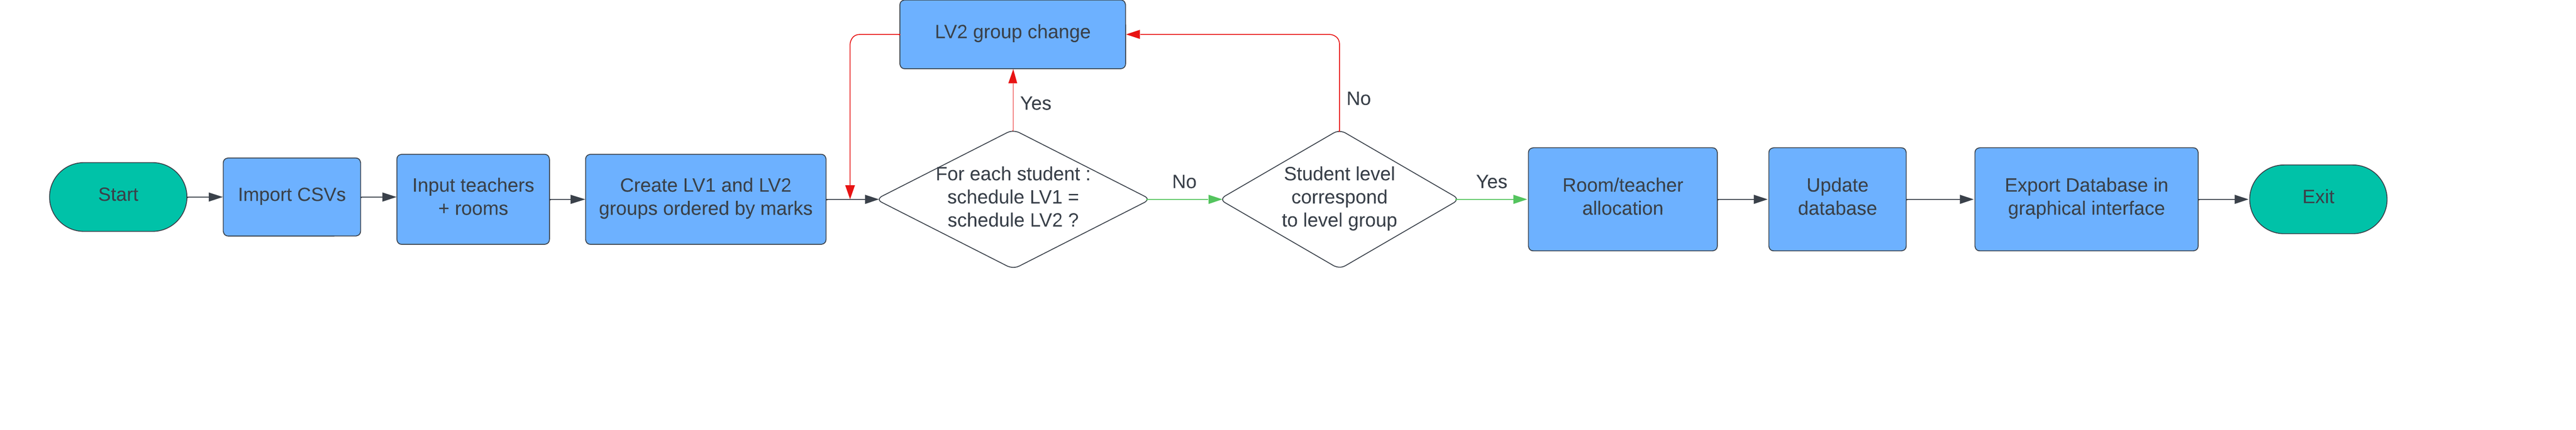 LV2 group change
Yes
No
Start
Import CSVs
Input teachers
+ rooms
Create LV1 and LV2
groups ordered by marks
For each student :
schedule LV1 =
schedule LV2 ?
No
Student level
correspond
to level group
Yes
Room/teacher
allocation
Update
database
Export Database in
graphical interface
Exit